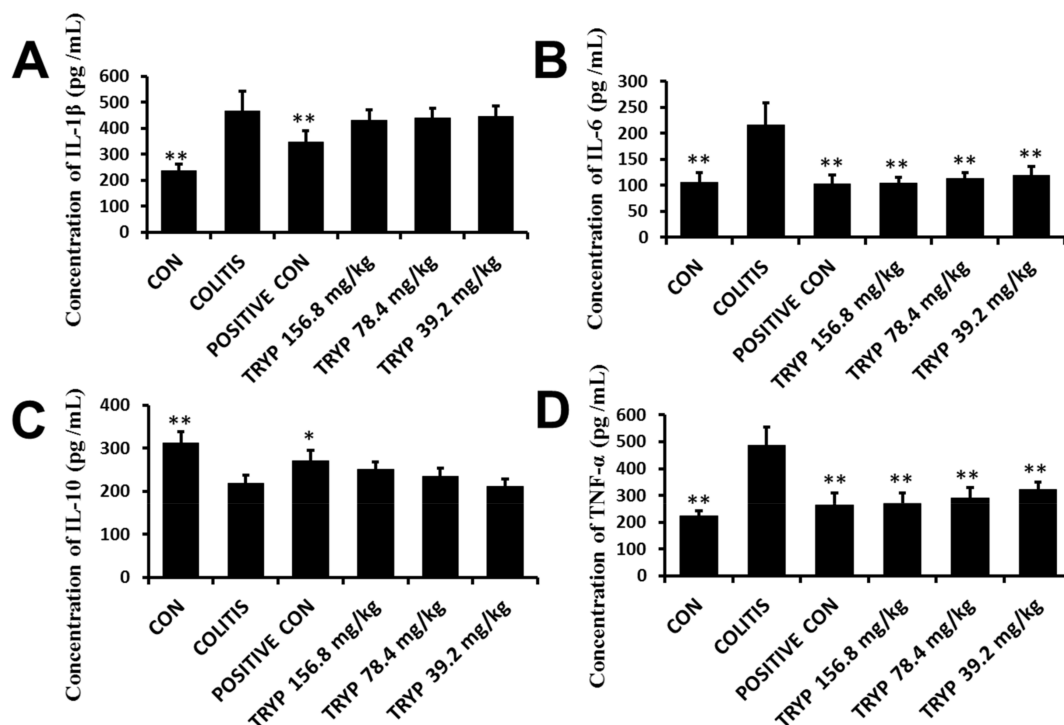 A
Concentration of IL-1β (pg /mL)
600
500
400
300
200
100
0
**
**
CON
COLITIS
POSITIVE CON
TRYP 156.8 mg/kg
TRYP 78.4 mg/kg
TRYP 39.2 mg/kg
B
Concentration of IL-6 (pg /mL)
300
250
200
150
100
50
0
**
**
**
**
**
CON
COLITIS
POSITIVE CON
TRYP 156.8 mg/kg
TRYP 78.4 mg/kg
TRYP 39.2 mg/kg
C
Concentration of IL-10 (pg /mL)
400
300
200
100
0
**
*
CON
COLITIS
POSITIVE CON
TRYP 156.8 mg/kg
TRYP 78.4 mg/kg
TRYP 39.2 mg/kg
D
Concentration of TNF-α (pg /mL)
600
500
400
300
200
100
0
**
**
**
**
**
CON
COLITIS
POSITIVE CON
TRYP 156.8 mg/kg
TRYP 78.4 mg/kg
TRYP 39.2 mg/kg